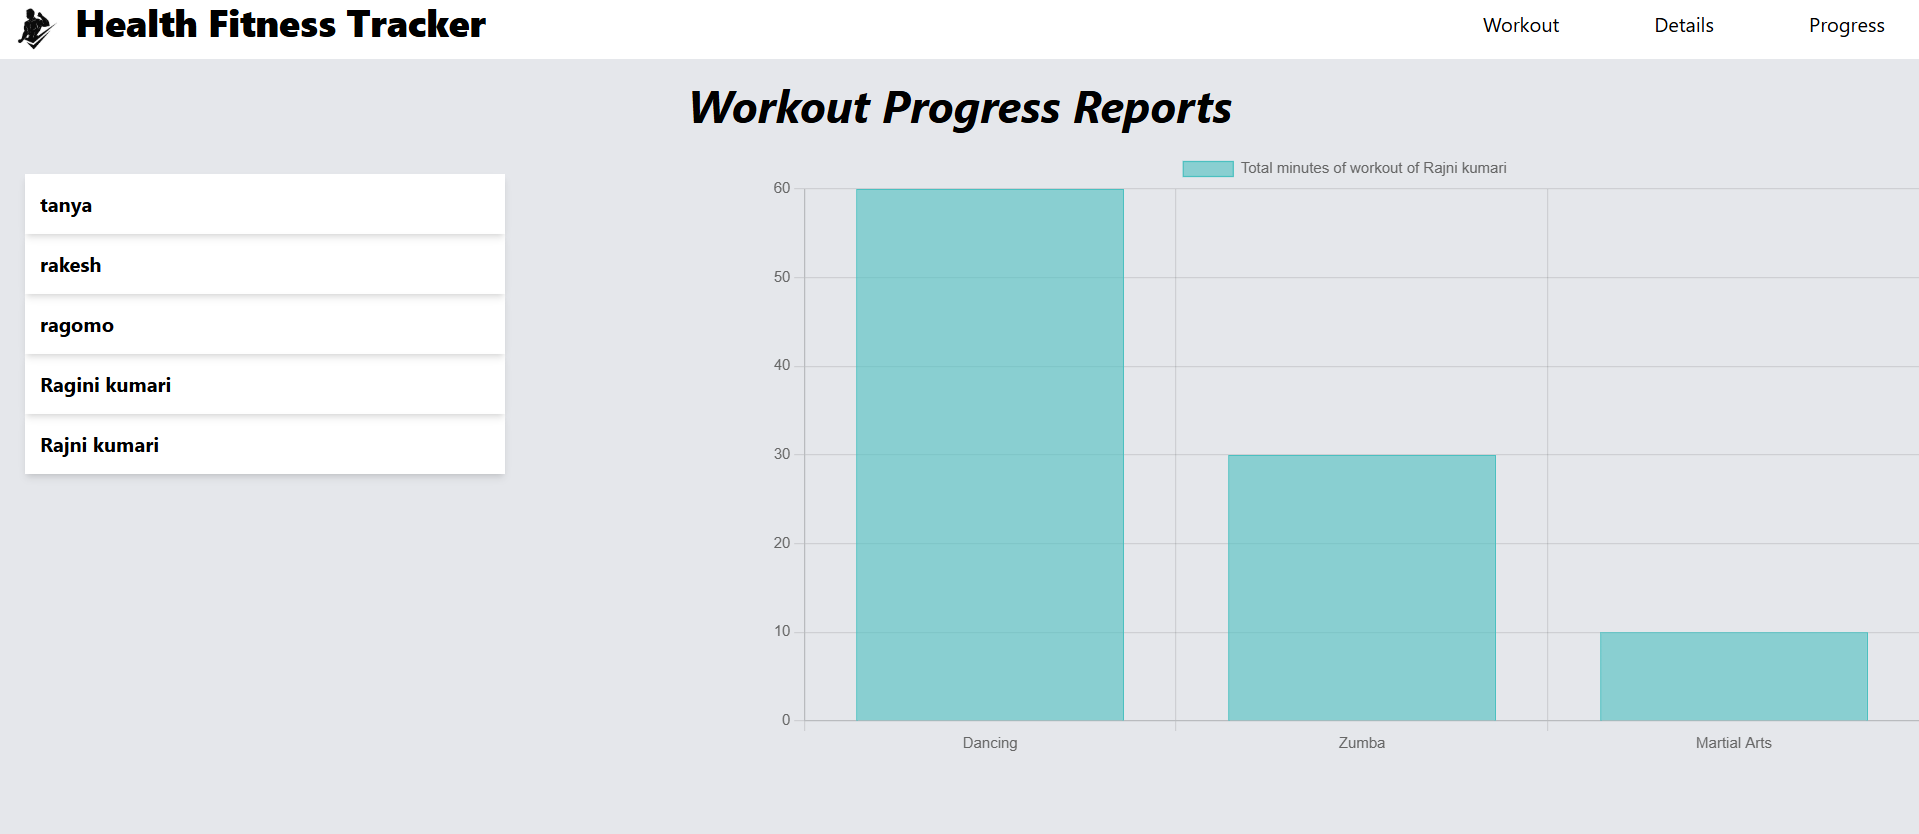 Health Fitness Tracker
Workout
Details
Progress
Workout Progress Reports
tanya
rakesh
ragomo
Ragini kumari
Rajni kumari
Total minutes of workout of Rajni kumari
60
50
40
30
20
10
0
Dancing
Zumba
Martial Arts